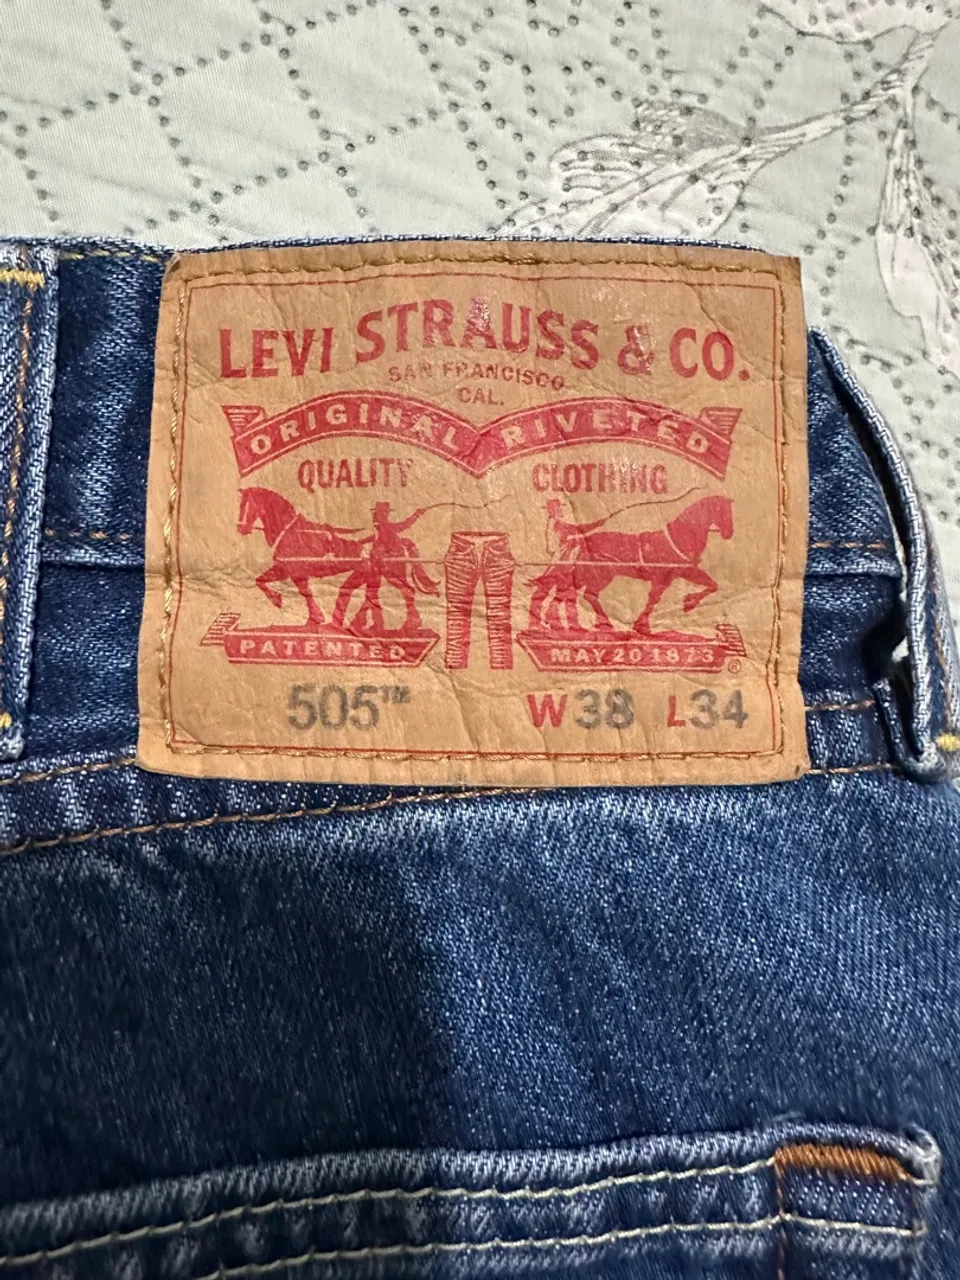 LEVI STRAUSS & CO.
SAN FRANCISCO
CAL.
ORIGINAL RIVETED
QUALITY CLOTHING
PATENTED MAY 20 1873 ®
505™ W38 L34